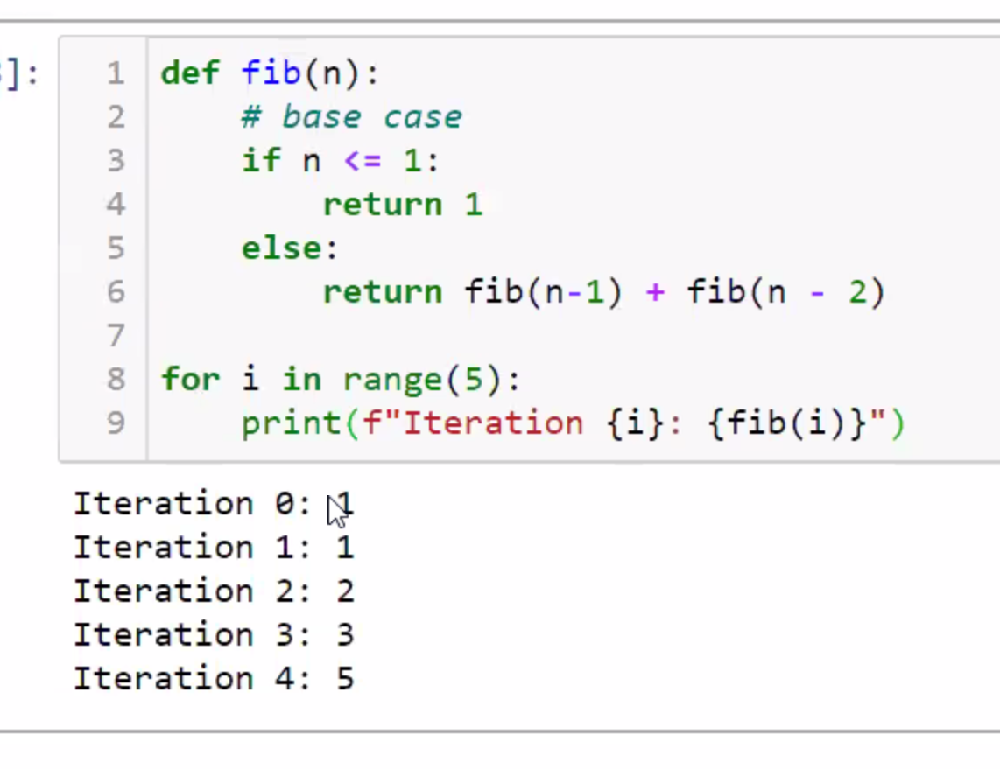 ]:
1 def fib(n):
2     # base case
3     if n <= 1:
4         return 1
5     else:
6         return fib(n-1) + fib(n - 2)
7
8 for i in range(5):
9     print(f"Iteration {i}: {fib(i)}")
Iteration 0: 1
Iteration 1: 1
Iteration 2: 2
Iteration 3: 3
Iteration 4: 5